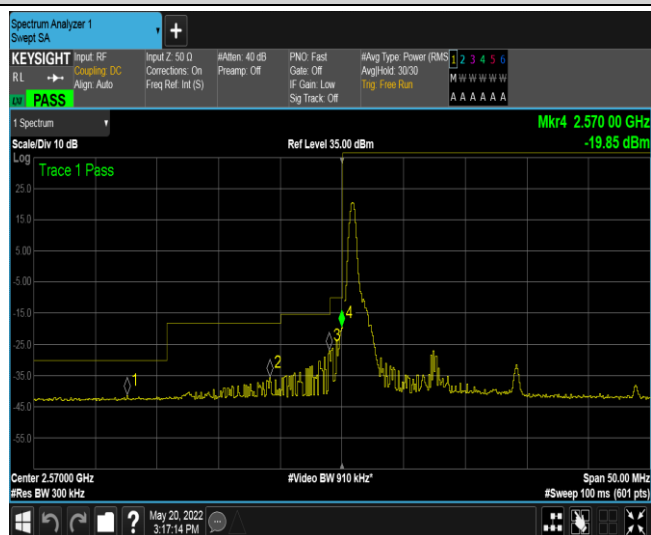 Spectrum Analyzer 1
Swept SA
+
KEYSIGHT
RL
LW PASS
Input: RF
Coupling: DC
Align: Auto
Input Z: 50 Ω
Corrections: On
Freq Ref: Int (S)
#Atten: 40 dB
Preamp: Off
PNO: Fast
Gate: Off
IF Gain: Low
Sig Track: Off
#Avg Type: Power (RMS
Avg|Hold: 30/30
Trig: Free Run
1 2 3 4 5 6
M W W W W W
A A A A A A
1 Spectrum
Mkr4 2.570 00 GHz
Scale/Div 10 dB
Ref Level 35.00 dBm
-19.85 dBm
Log
Trace 1 Pass
25.0
15.0
5.00
-5.00
-15.0
-25.0
-35.0
-45.0
-55.0
1
2
3
4
Center 2.57000 GHz
#Video BW 910 kHz*
Span 50.00 MHz
#Res BW 300 kHz
#Sweep 100 ms (601 pts)
?
May 20, 2022
3:17:14 PM